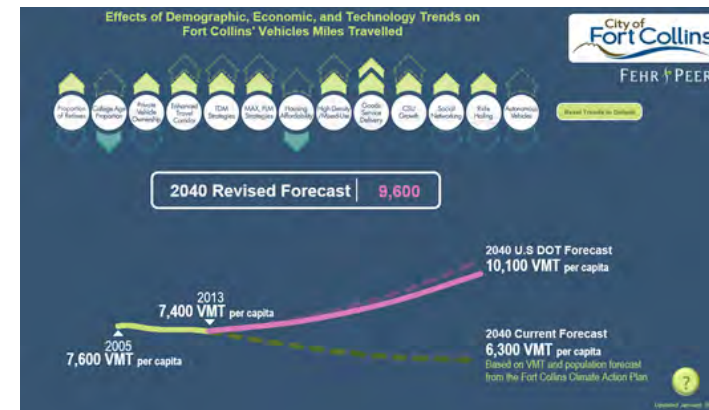 Effects of Demographic, Economic, and Technology Trends on
Fort Collins' Vehicles Miles Travelled
City of
Fort Collins
FEHR PEER
Proportion
of Retirees
College Age
Proportion
Private
Vehicle
Ownership
Enhanced
Travel
Corridor
TDM
Strategies
MAX, PLM
Strategies
Housing
Affordability
High Density
/Mixed-Use
Goods
Service
Delivery
CSU
Growth
Social
Networking
Ride
Hailing
Autonomous
Vehicles
Reset Trends to Default
2040 Revised Forecast 9,600
2040 U.S DOT Forecast
10,100 VMT per capita
2013
7,400 VMT per capita
2005
7,600 VMT per capita
2040 Current Forecast
6,300 VMT per capita
Based on VMT and population forecast
from the Fort Collins Climate Action Plan
?
Updated January